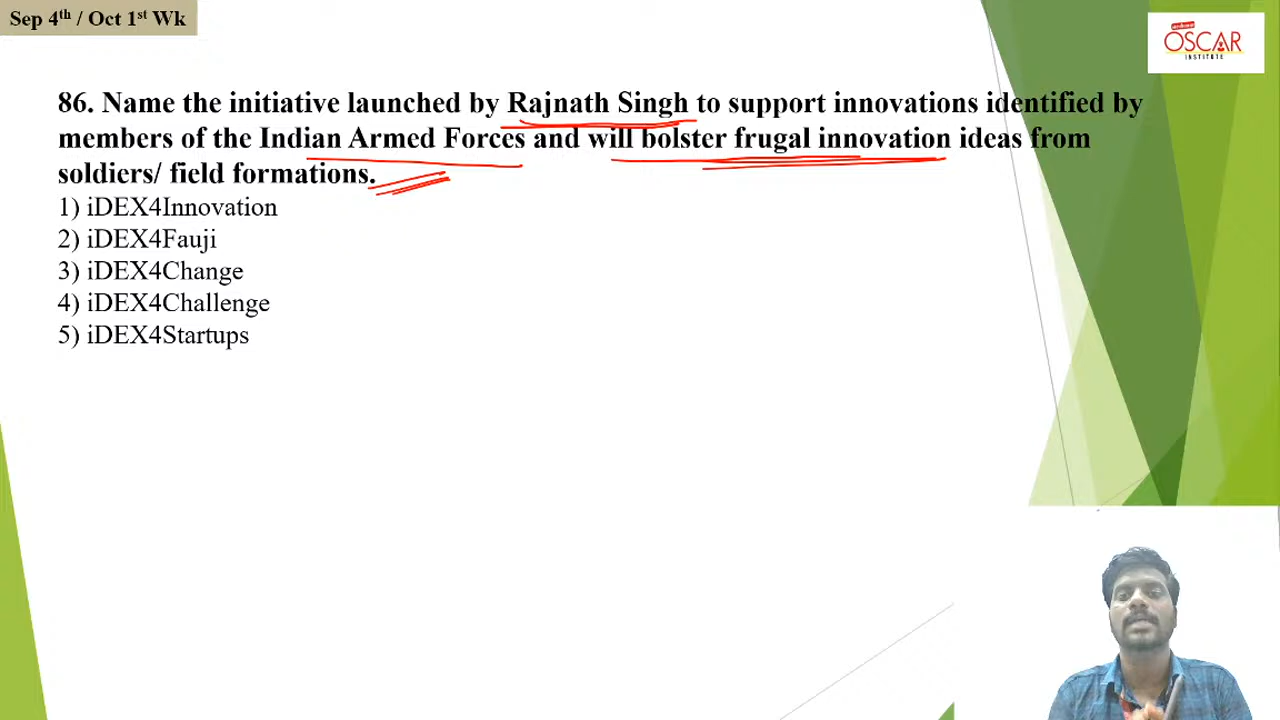 Sep 4th / Oct 1st Wk
OSCAR
INSTITUTE
86. Name the initiative launched by Rajnath Singh to support innovations identified by
members of the Indian Armed Forces and will bolster frugal innovation ideas from
soldiers/ field formations.
1) iDEX4Innovation
2) iDEX4Fauji
3) iDEX4Change
4) iDEX4Challenge
5) iDEX4Startups